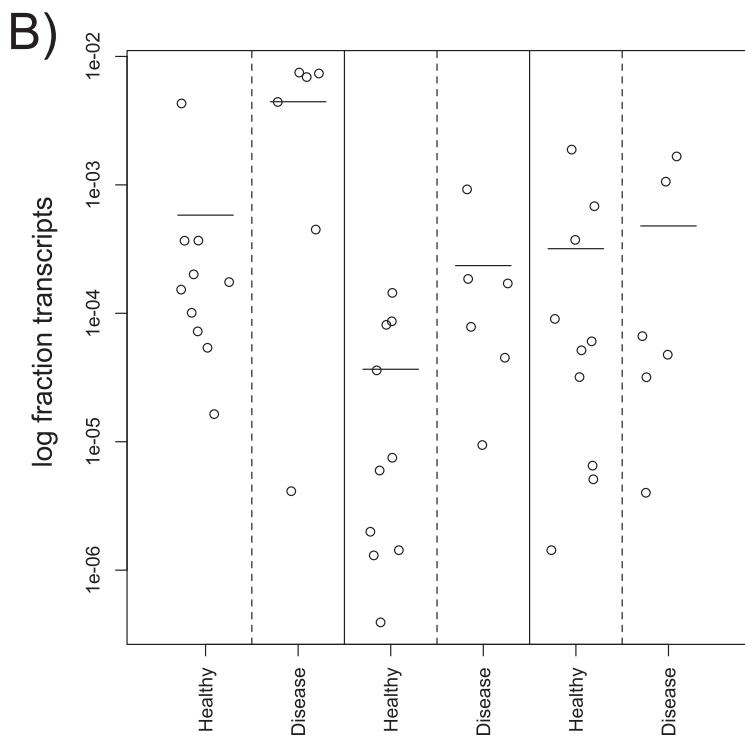 B)
log fraction transcripts
1e-02
1e-03
1e-04
1e-05
1e-06
Healthy
Disease
Healthy
Disease
Healthy
Disease